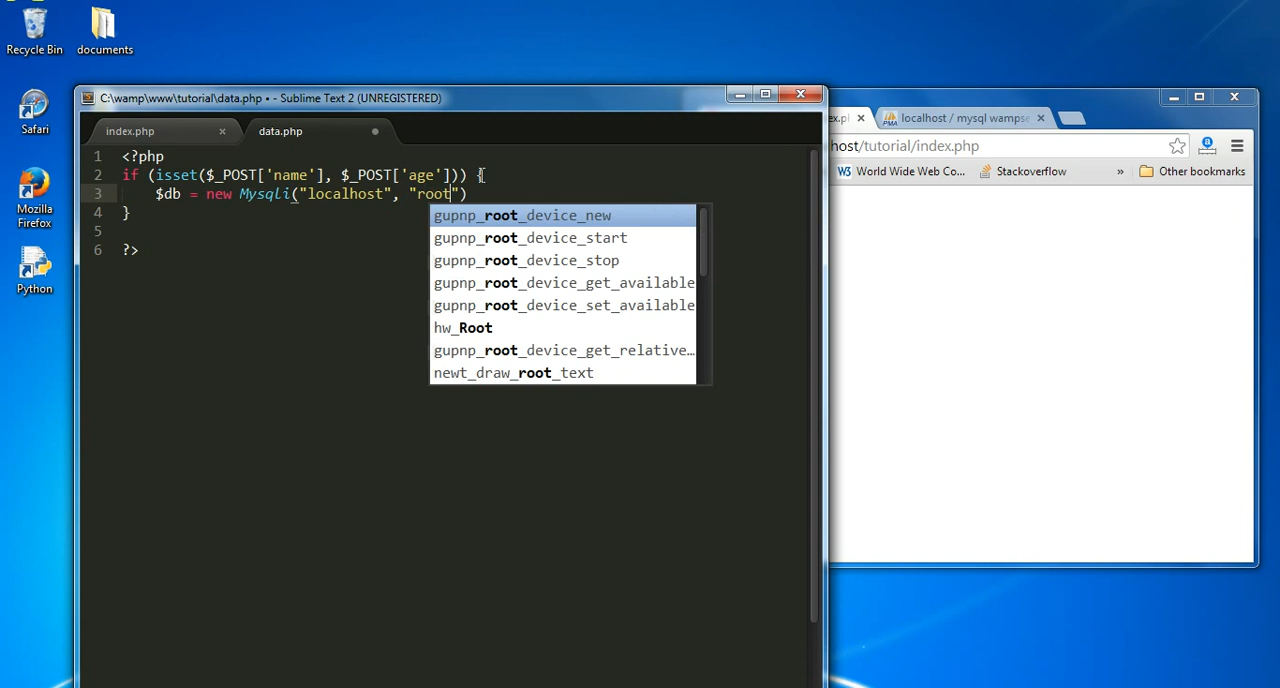 Recycle Bin
documents
Safari
Mozilla
Firefox
Python
C:\wamp\www\tutorial\data.php • - Sublime Text 2 (UNREGISTERED)
index.php
data.php
1 <?php
2 if (isset($_POST['name'], $_POST['age'])) {
3 $db = new Mysqli("localhost", "root")
4 }
5
6 ?>
gupnp_root_device_new
gupnp_root_device_start
gupnp_root_device_stop
gupnp_root_device_get_available
gupnp_root_device_set_available
hw_Root
gupnp_root_device_get_relative...
newt_draw_root_text
localhost / mysql wampse
host/tutorial/index.php
W3 World Wide Web Co...
Stackoverflow
»
Other bookmarks